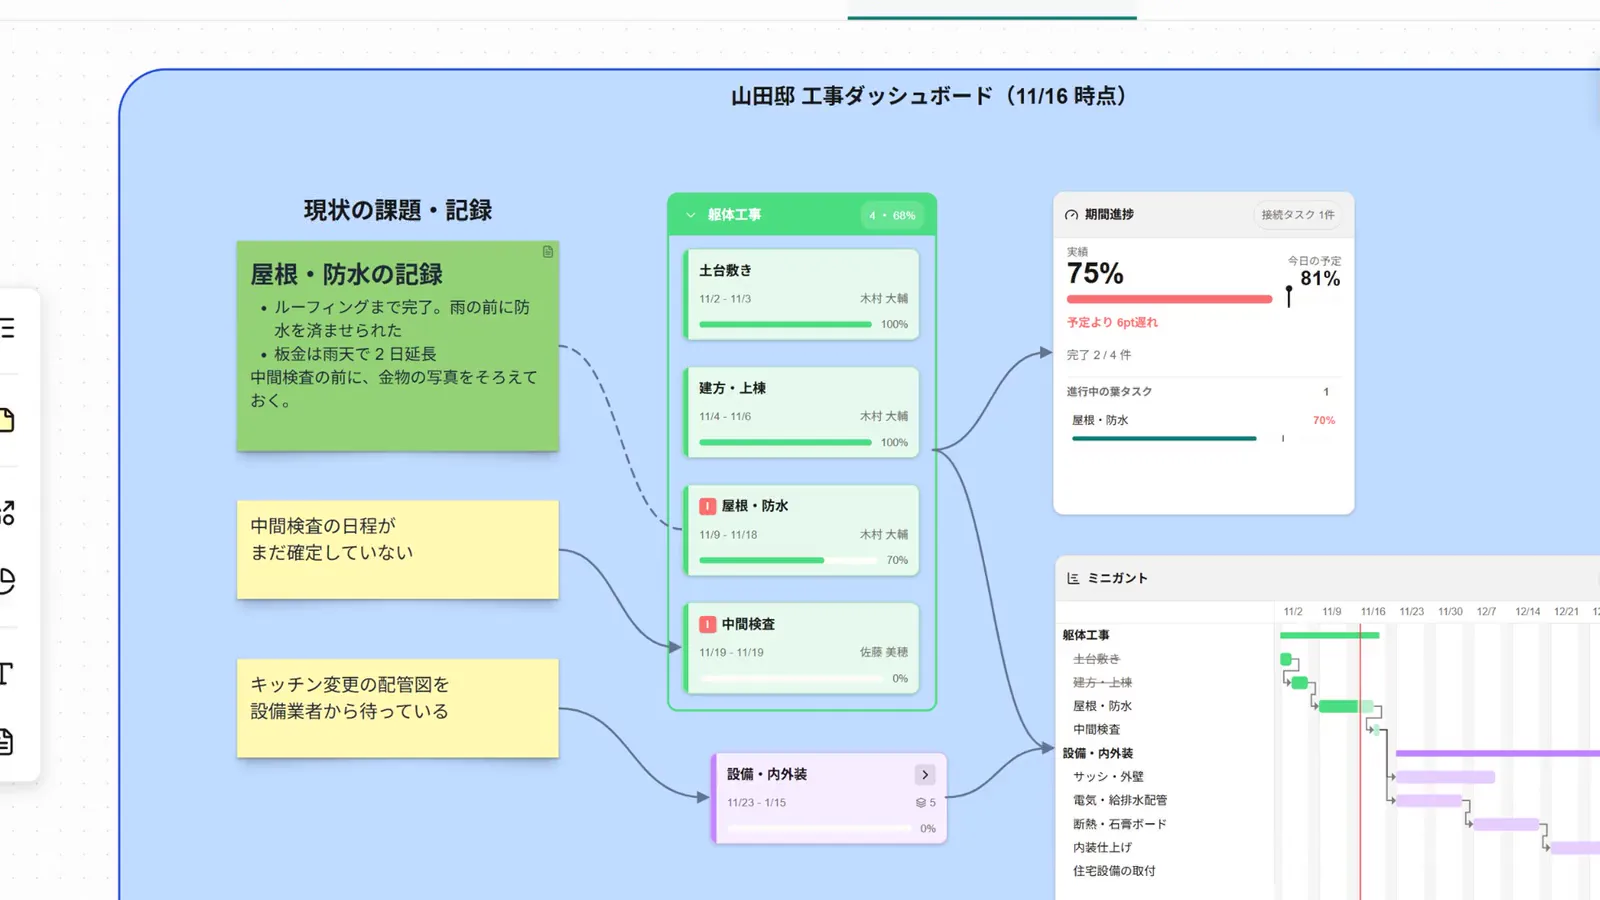 山田邸 工事ダッシュボード（11/16 時点）
現状の課題・記録
屋根・防水の記録
• ルーフィングまで完了。雨の前に防
水を済ませられた
• 板金は雨天で 2 日延長
中間検査の前に、金物の写真をそろえて
おく。
中間検査の日程が
まだ確定していない
キッチン変更の配管図を
設備業者から待っている
躯体工事
4 • 68%
土台敷き
11/2 - 11/3
木村 大輔
100%
建方・上棟
11/4 - 11/6
木村 大輔
100%
! 屋根・防水
11/9 - 11/18
木村 大輔
70%
! 中間検査
11/19 - 11/19
佐藤 美穂
0%
設備・内外装
11/23 - 1/15
5
0%
期間進捗
接続タスク 1件
実績
75%
今日の予定
81%
予定より 6pt遅れ
完了 2 / 4 件
進行中の葉タスク
1
屋根・防水
70%
ミニガント
11/2 11/9 11/16 11/23 11/30 12/7 12/14 12/21
躯体工事
土台敷き
建方・上棟
屋根・防水
中間検査
設備・内外装
サッシ・外壁
電気・給排水配管
断熱・石膏ボード
内装仕上げ
住宅設備の取付